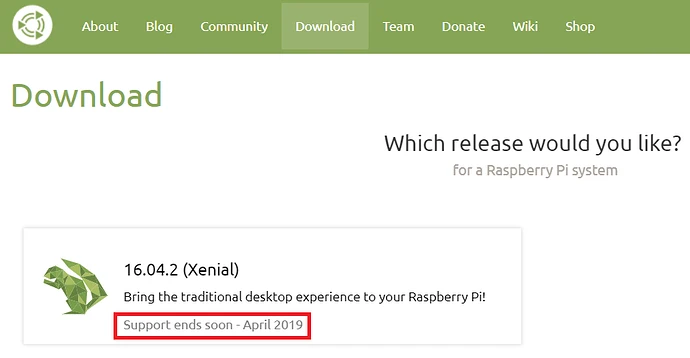 About Blog Community Download Team Donate Wiki Shop
Download
Which release would you like?
for a Raspberry Pi system
16.04.2 (Xenial)
Bring the traditional desktop experience to your Raspberry Pi!
Support ends soon - April 2019